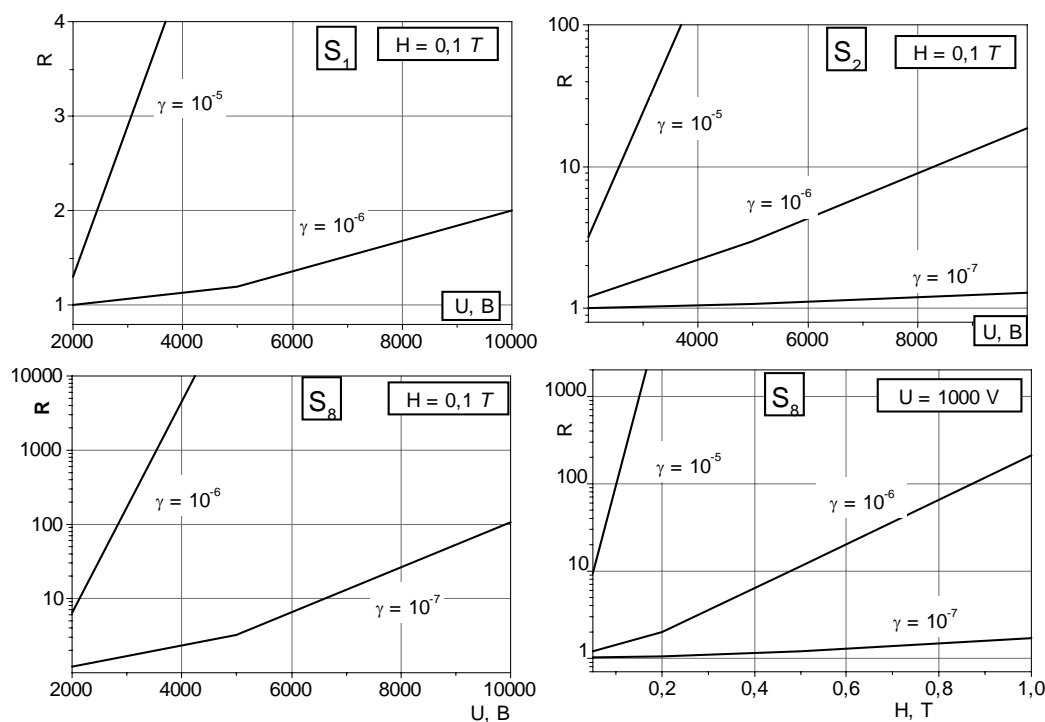 4
3
2
1
R
S₁
H = 0,1 T
γ = 10⁻⁵
γ = 10⁻⁶
U, B
2000 4000 6000 8000 10000
100
10
1
R
S₂
H = 0,1 T
γ = 10⁻⁵
γ = 10⁻⁶
γ = 10⁻⁷
U, B
4000 6000 8000
10000
1000
100
10
R
S₈
H = 0,1 T
γ = 10⁻⁶
γ = 10⁻⁷
2000 4000 6000 8000 10000
U, B
1000
100
10
1
R
S₈
U = 1000 V
γ = 10⁻⁵
γ = 10⁻⁶
γ = 10⁻⁷
0,2 0,4 0,6 0,8 1,0
H, T